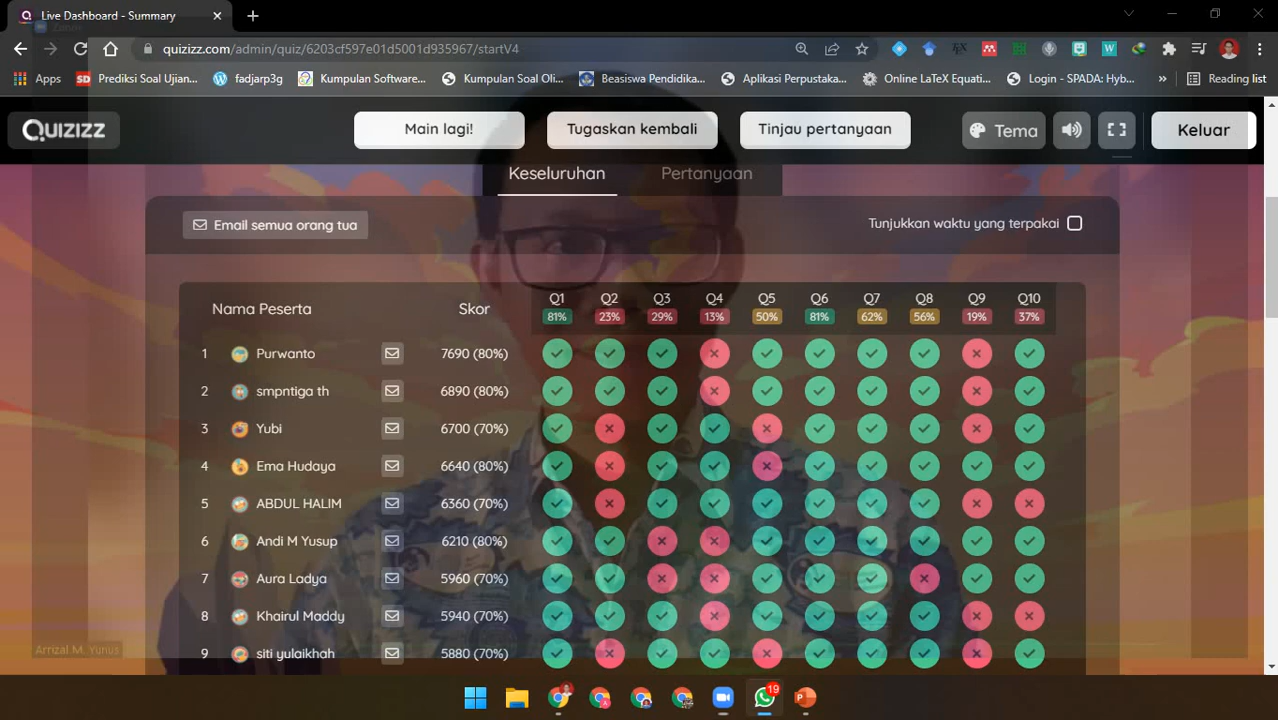 Live Dashboard - Summary
quizizz.com/admin/quiz/6203cf597e01d5001d935967/startV4
Apps Prediksi Soal Ujian... fadjarp3g Kumpulan Software... Kumpulan Soal Oli... Beasiswa Pendidika... Aplikasi Perpustaka... Online LaTeX Equati... Login - SPADA: Hyb... » Reading list
QUIZIZZ Main lagi! Tugaskan kembali Tinjau pertanyaan Tema Keluar
Keseluruhan Pertanyaan
Email semua orang tua Tunjukkan waktu yang terpakai
Nama Peserta Skor Q1 Q2 Q3 Q4 Q5 Q6 Q7 Q8 Q9 Q10
81% 23% 29% 13% 50% 81% 62% 56% 19% 37%
1 Purwanto 7690 (80%)
2 smpntiga th 6890 (80%)
3 Yubi 6700 (70%)
4 Ema Hudaya 6640 (80%)
5 ABDUL HALIM 6360 (70%)
6 Andi M Yusup 6210 (80%)
7 Aura Ladya 5960 (70%)
8 Khairul Maddy 5940 (70%)
9 siti yulaikhah 5880 (70%)
Arrizal M. Yunus
19